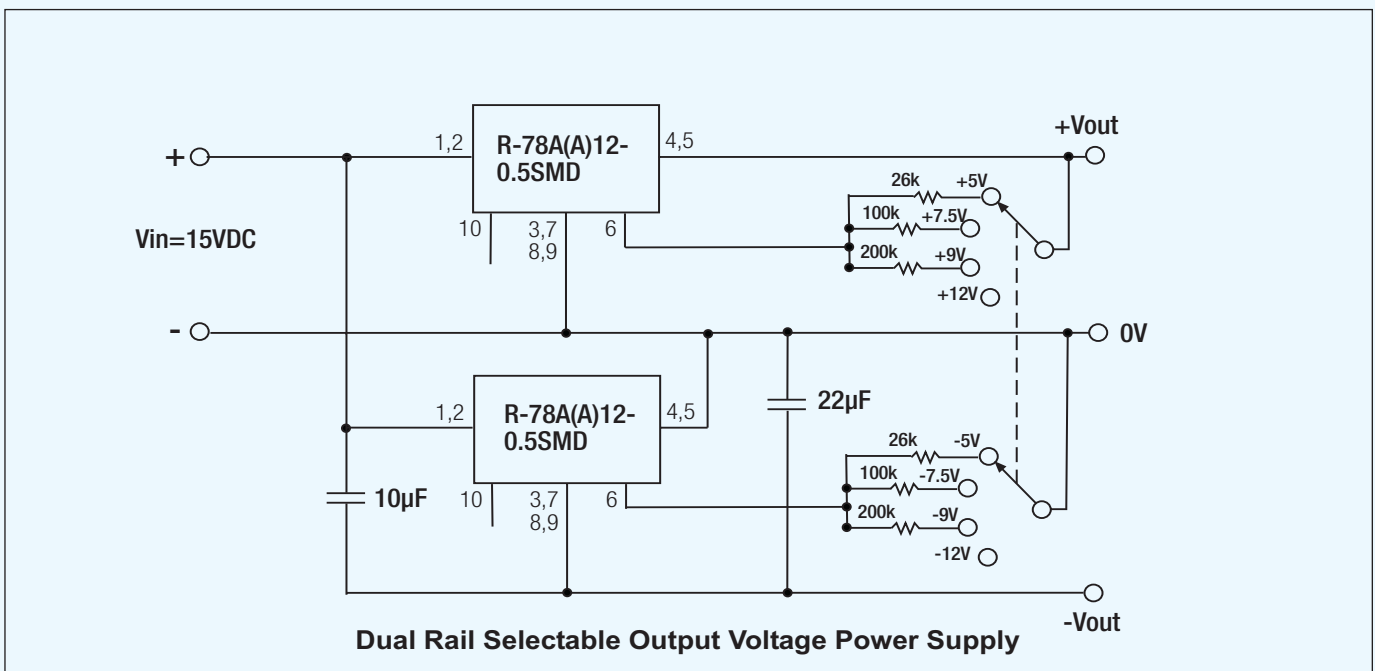 +Vout
1,2
R-78A(A)12-
0.5SMD
4,5
+
26k
+5V
10
3,7
8,9
6
100k
+7.5V
Vin=15VDC
200k
+9V
+12V
-
0V
1,2
R-78A(A)12-
0.5SMD
4,5
22µF
26k
-5V
10µF
10
3,7
8,9
6
100k
-7.5V
200k
-9V
-12V
-Vout
Dual Rail Selectable Output Voltage Power Supply